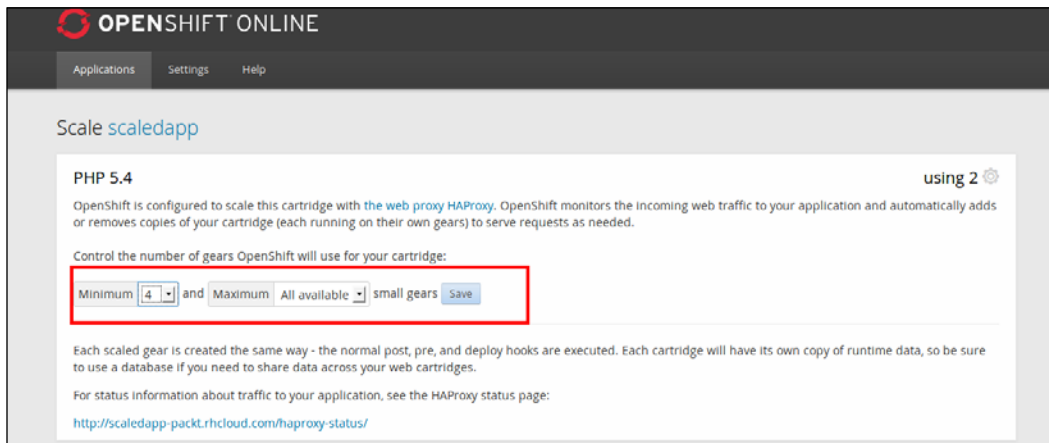 OPENSHIFT ONLINE
Applications Settings Help
Scale scaledapp
PHP 5.4 using 2
OpenShift is configured to scale this cartridge with the web proxy HAProxy. OpenShift monitors the incoming web traffic to your application and automatically adds
or removes copies of your cartridge (each running on their own gears) to serve requests as needed.
Control the number of gears OpenShift will use for your cartridge:
Minimum 4 and Maximum All available small gears Save
Each scaled gear is created the same way - the normal post, pre, and deploy hooks are executed. Each cartridge will have its own copy of runtime data, so be sure
to use a database if you need to share data across your web cartridges.
For status information about traffic to your application, see the HAProxy status page:
http://scaledapp-packt.rhcloud.com/haproxy-status/